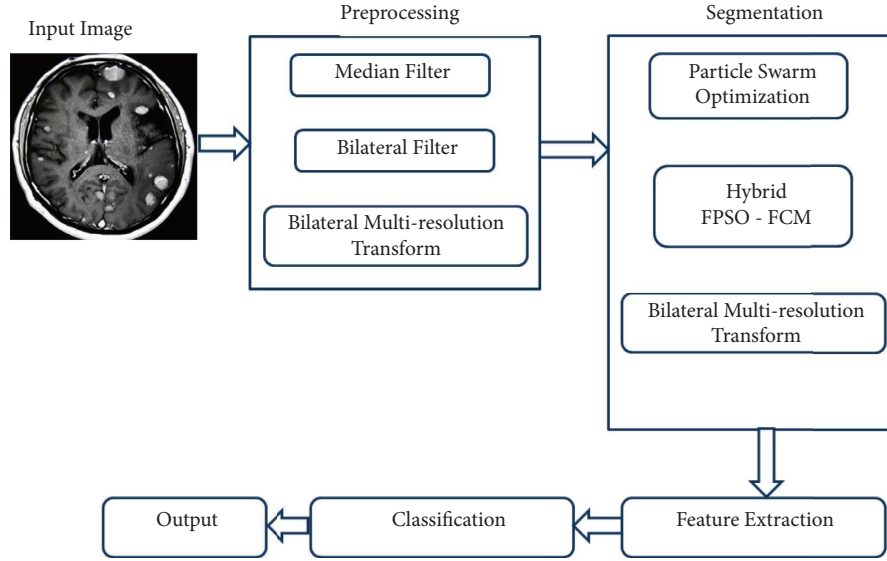 Input Image
Preprocessing
Median Filter
Bilateral Filter
Bilateral Multi-resolution
Transform
Segmentation
Particle Swarm
Optimization
Hybrid
FPSO - FCM
Bilateral Multi-resolution
Transform
Feature Extraction
Classification
Output